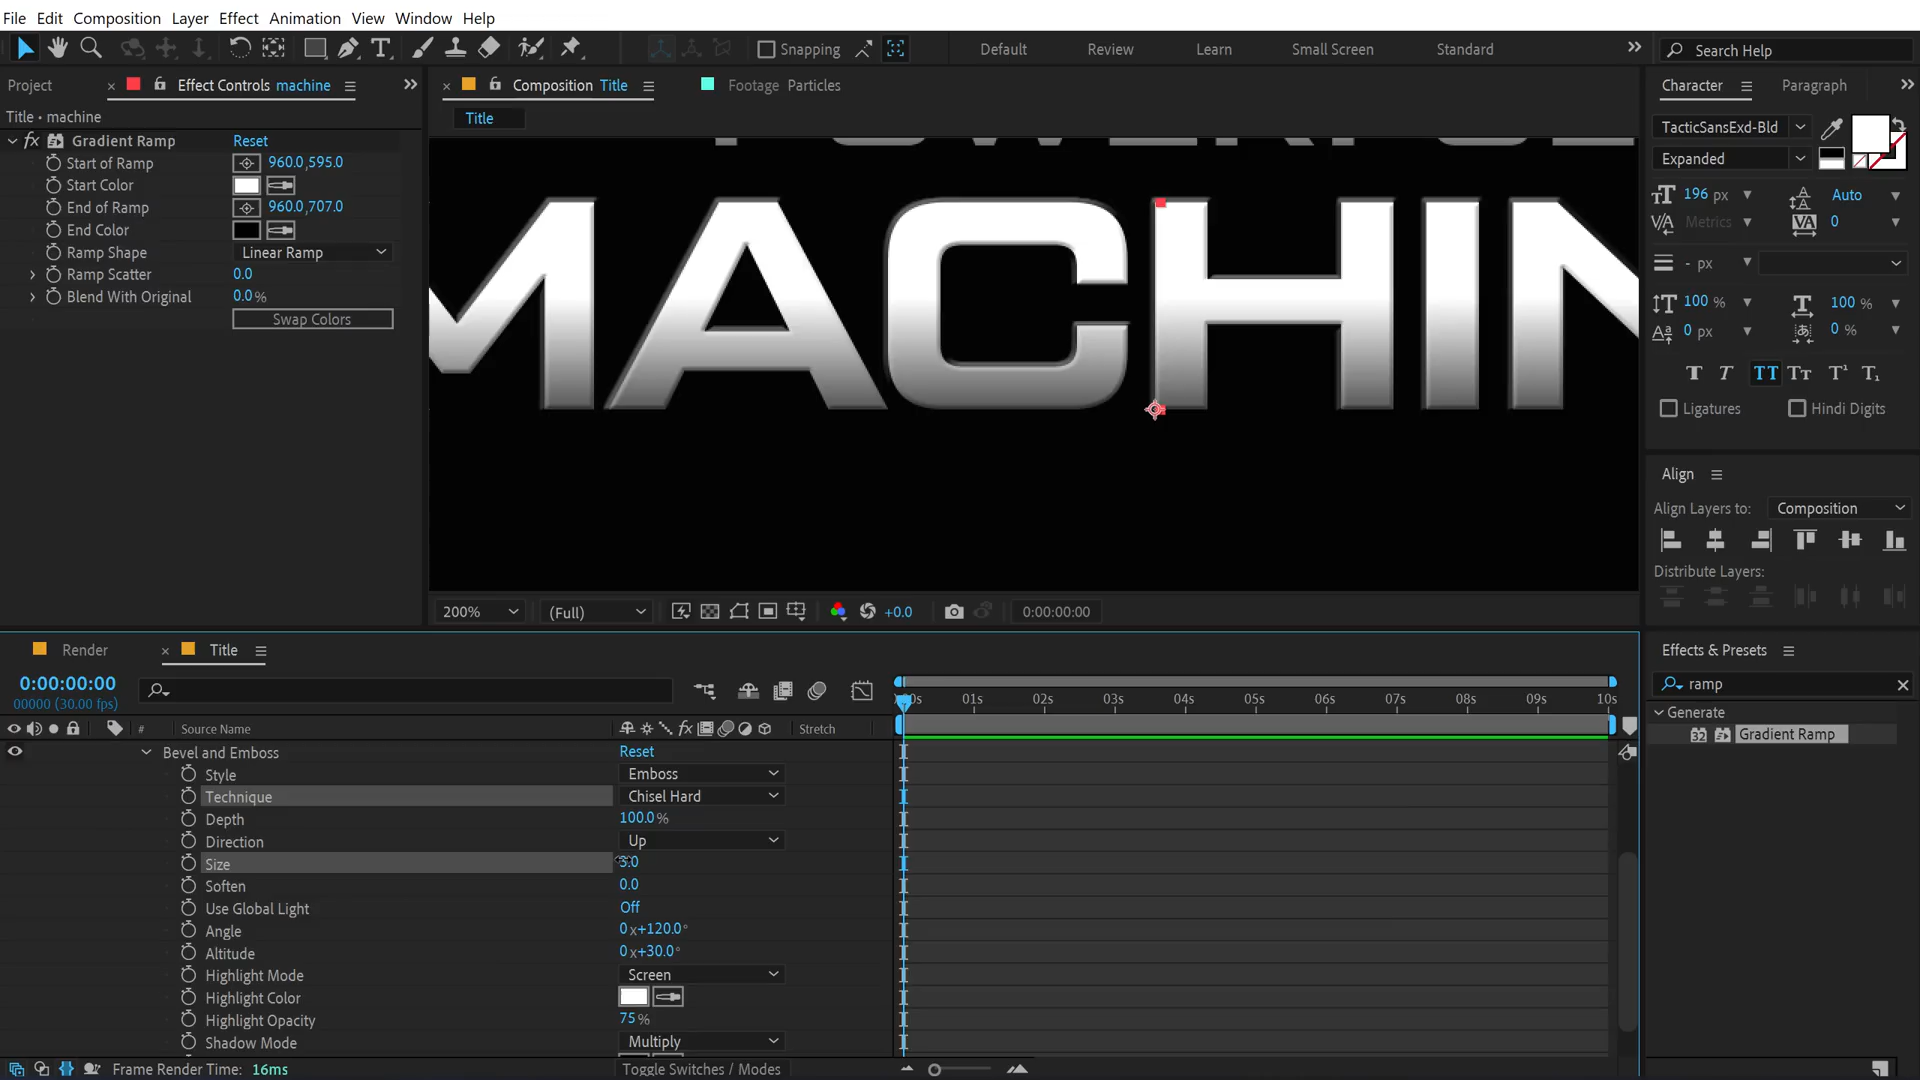 File Edit Composition Layer Effect Animation View Window Help
Snapping Default Review Learn Small Screen Standard Search Help
Project Effect Controls machine
Title • machine
fx Gradient Ramp Reset
Start of Ramp 960.0,595.0
Start Color
End of Ramp 960.0,707.0
End Color
Ramp Shape Linear Ramp
Ramp Scatter 0.0
Blend With Original 0.0 %
Swap Colors
Composition Title Footage Particles
Title
POWERFUL
MACHIN
200% (Full) +0.0 0:00:00:00
Character Paragraph
TacticSansExd-Bld
Expanded
196 px Auto
Metrics 0
- px
100 % 100 %
0 px 0 %
Ligatures Hindi Digits
Align
Align Layers to: Composition
Distribute Layers:
Effects & Presets
ramp
Generate
32 Gradient Ramp
Render Title
0:00:00:00
00000 (30.00 fps)
# Source Name Stretch
Bevel and Emboss Reset
Style Emboss
Technique Chisel Hard
Depth 100.0 %
Direction Up
Size 3.0
Soften 0.0
Use Global Light Off
Angle 0 x+120.0°
Altitude 0 x+30.0°
Highlight Mode Screen
Highlight Color
Highlight Opacity 75 %
Shadow Mode Multiply
01s 02s 03s 04s 05s 06s 07s 08s 09s 10s
Frame Render Time: 16ms Toggle Switches / Modes